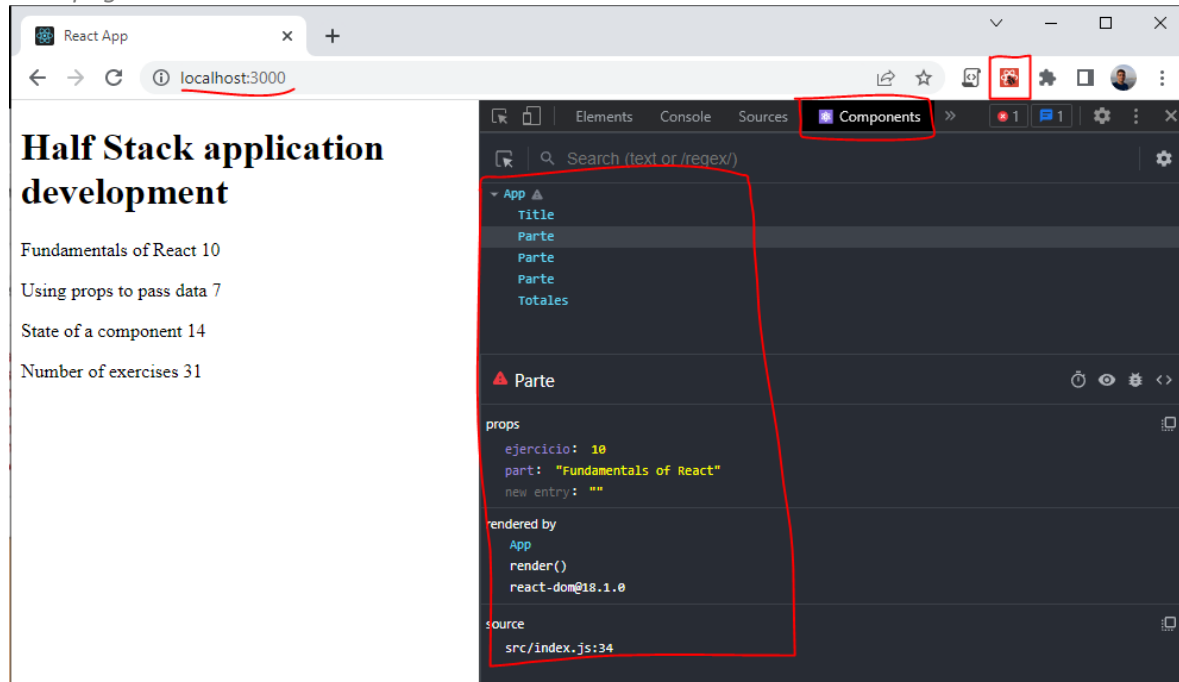 React App
localhost:3000
Half Stack application
development
Fundamentals of React 10
Using props to pass data 7
State of a component 14
Number of exercises 31
Elements Console Sources Components » 1 1
Search (text or /regex/)
App
Title
Parte
Parte
Parte
Totales
Parte
props
ejercicio: 10
part: "Fundamentals of React"
new entry: ""
rendered by
App
render()
react-dom@18.1.0
source
src/index.js:34